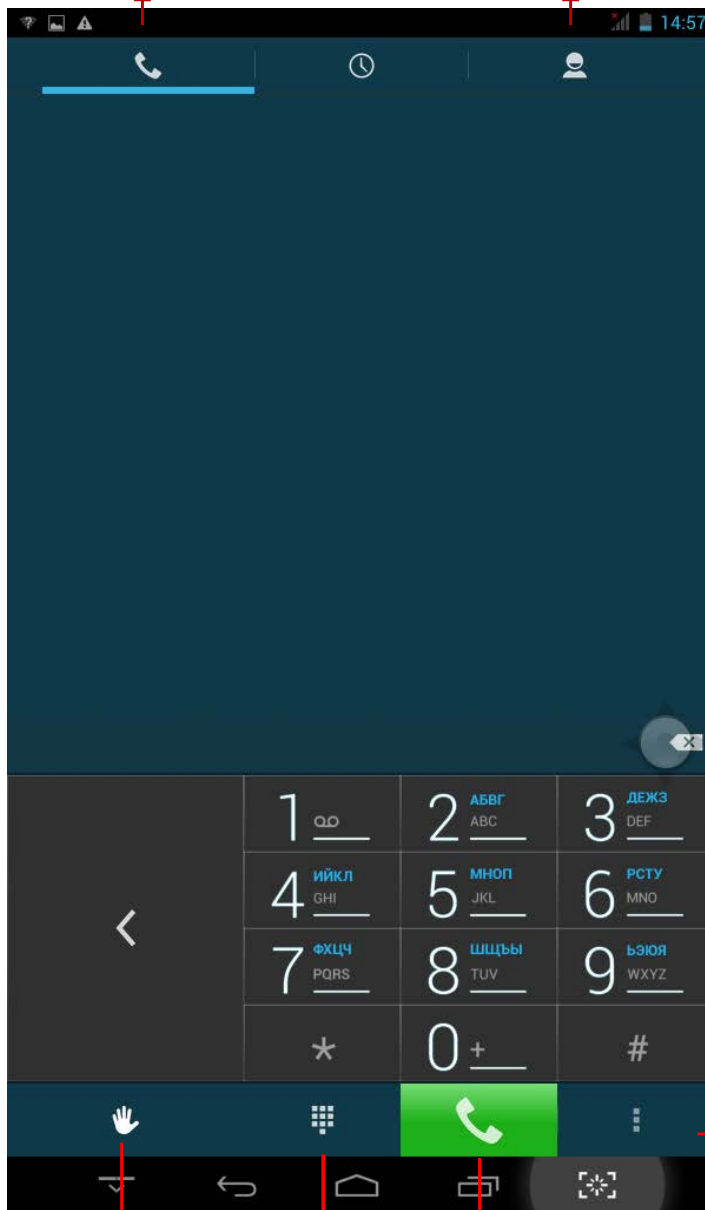 14:57
1
2 АБВГ ABC
3 ДЕЖЗ DEF
4 ИЙКЛ GHI
5 МНОП JKL
6 РСТУ MNO
7 ФХЦЧ PQRS
8 ШЩЪЫ TUV
9 ЬЭЮЯ WXYZ
*
0 +
#